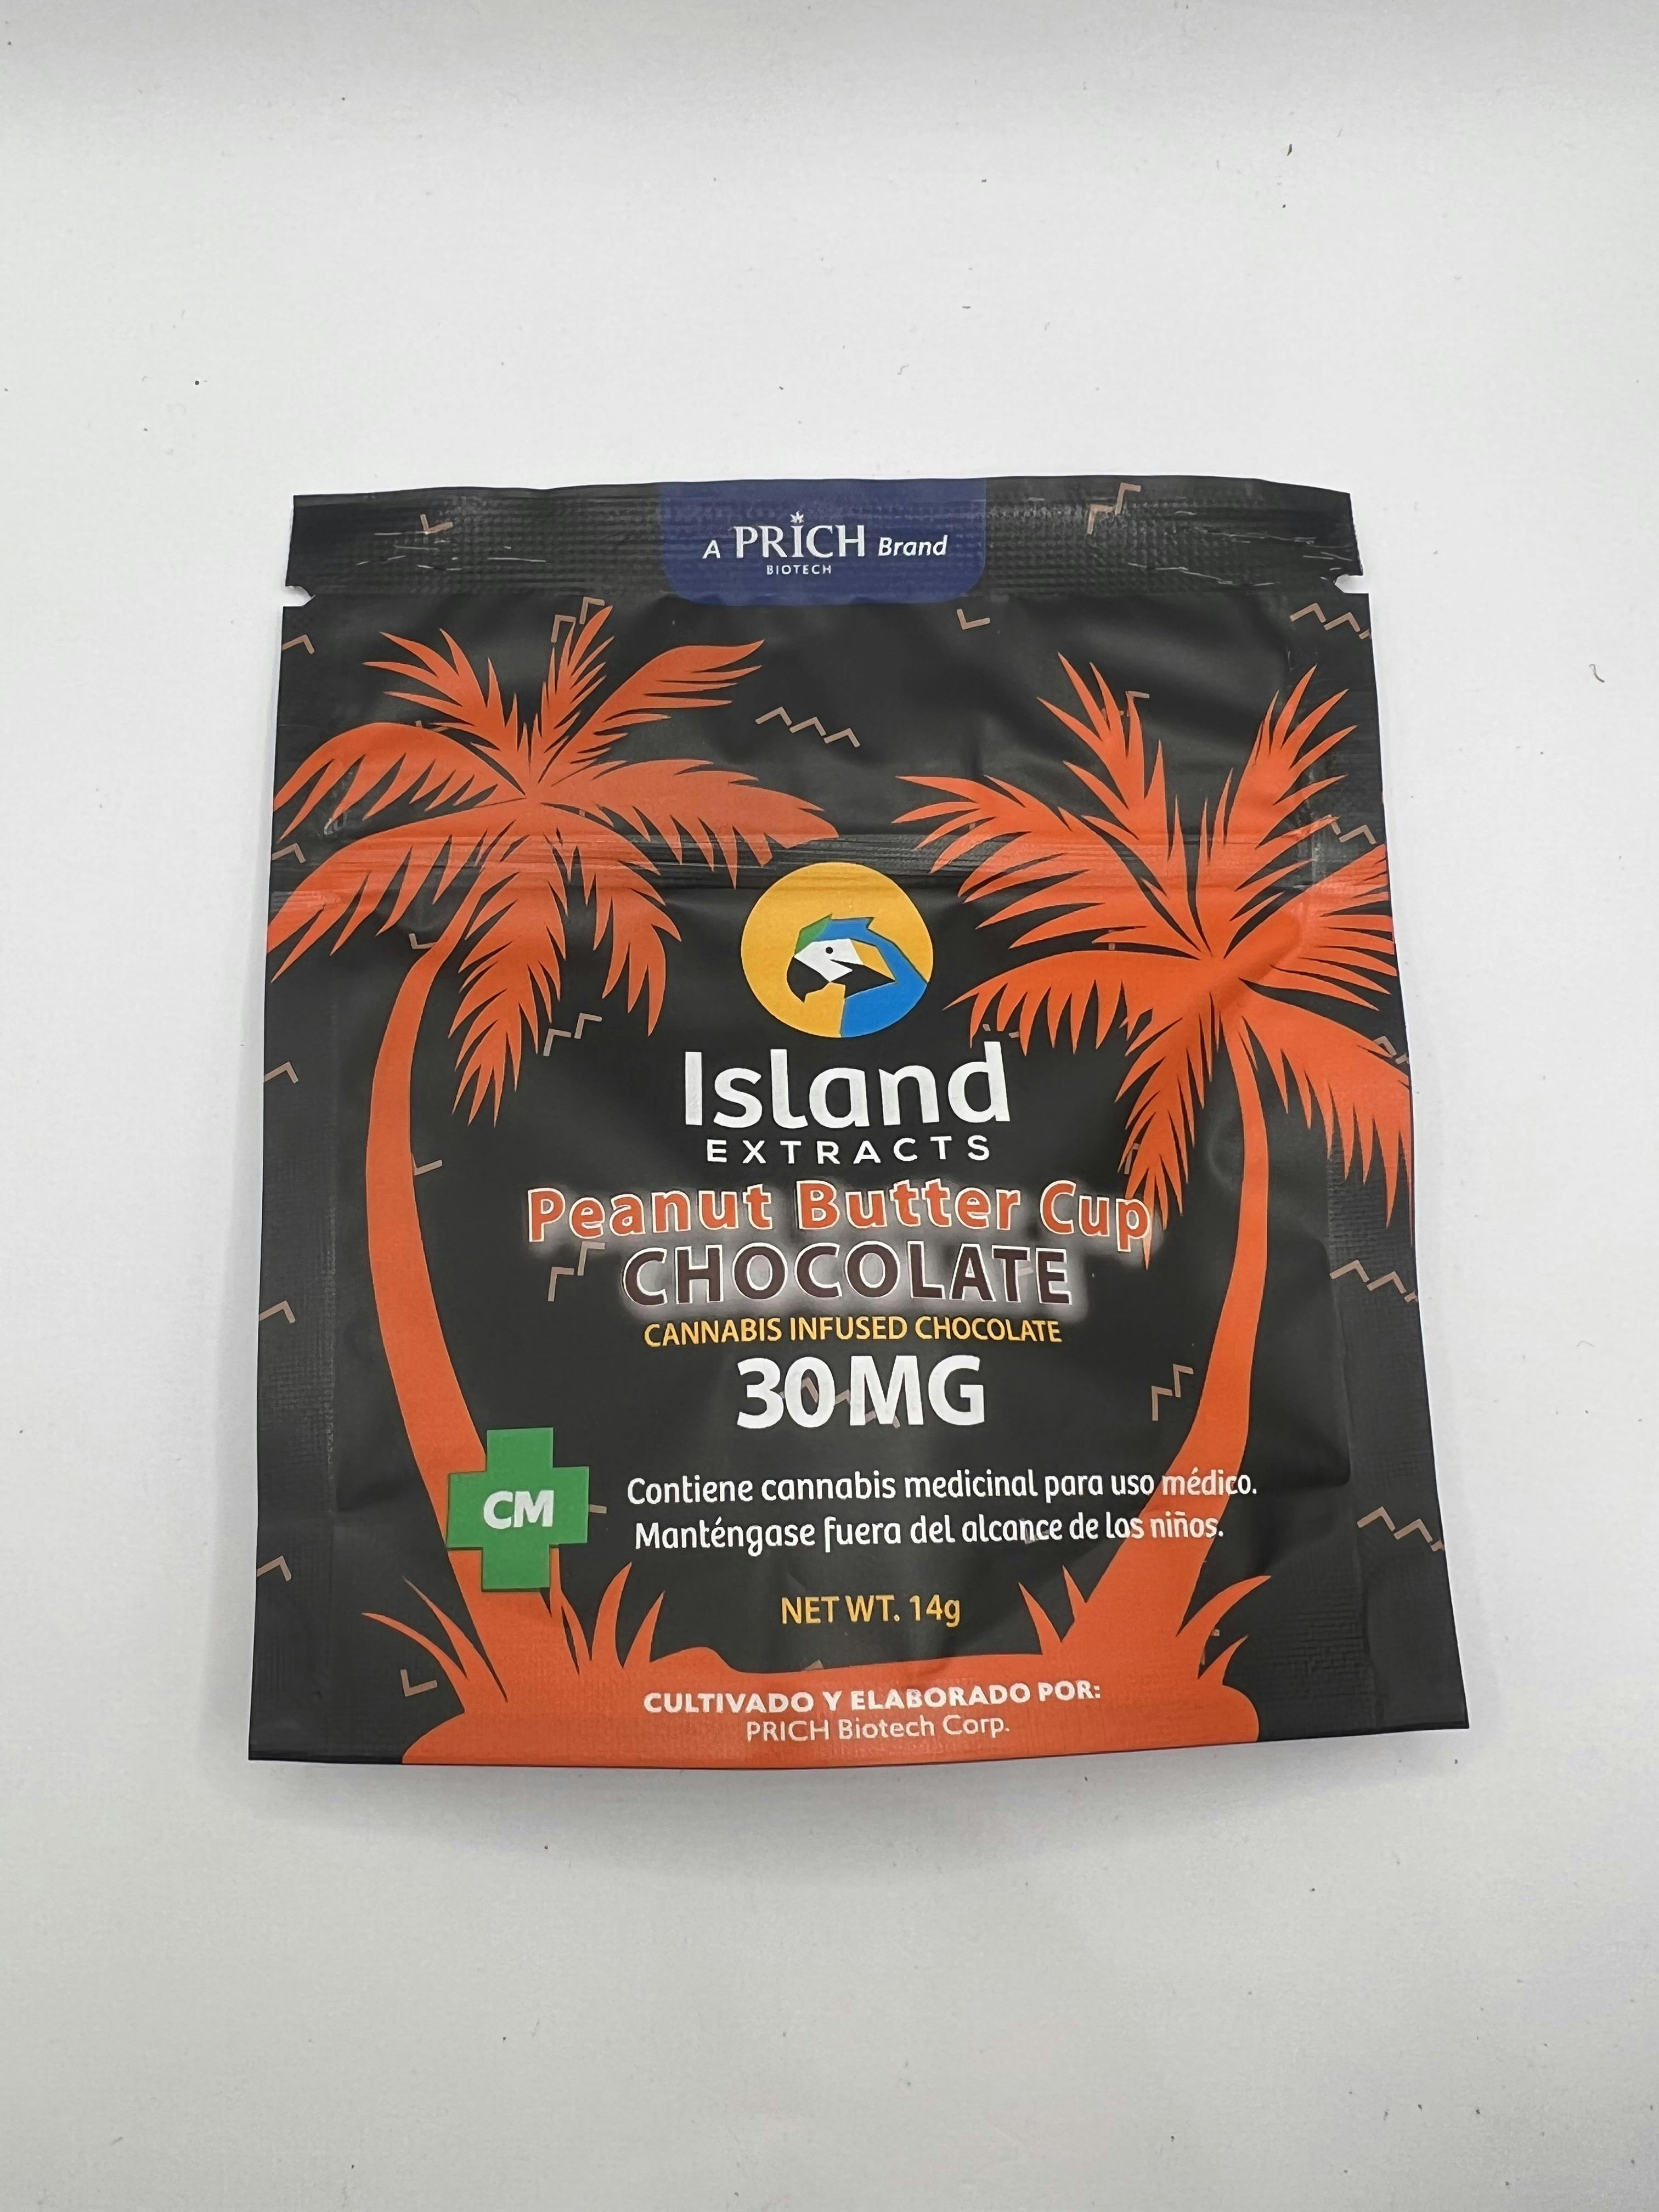 A PRICH Brand
BIOTECH
Island
EXTRACTS
Peanut Butter Cup
CHOCOLATE
CANNABIS INFUSED CHOCOLATE
30MG
CM
Contiene cannabis medicinal para uso médico.
Manténgase fuera del alcance de los niños.
NET WT. 14g
CULTIVADO Y ELABORADO POR:
PRICH Biotech Corp.